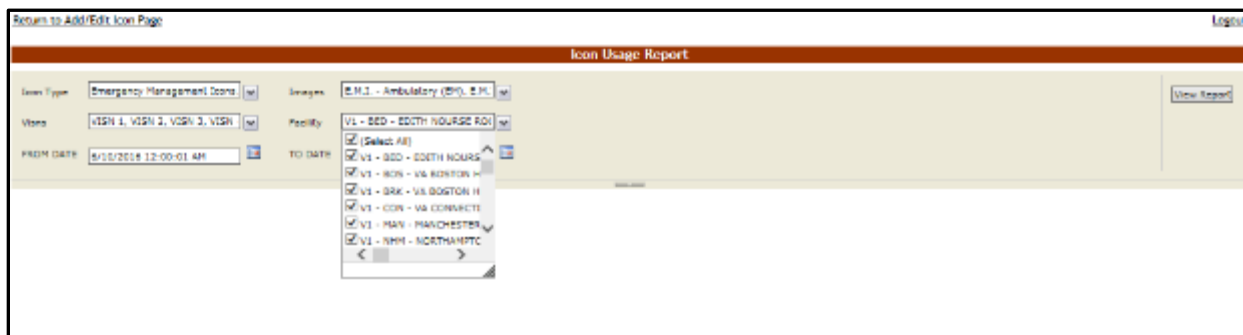 Return to Add/Edit Icon Page
Logout
Icon Usage Report
Icon Type
Emergency Management Icons
Images
E.M.I. - Ambulatory (EM), E.M.
View Report
Visns
VISN 1, VISN 2, VISN 3, VISN
Facility
V1 - BED - EDITH NOURSE RO
(Select All)
FROM DATE
6/10/2016 12:00:01 AM
TO DATE
V1 - BED - EDITH NOURS
V1 - BOS - VA BOSTON H
V1 - BRK - VA BOSTON H
V1 - CON - VA CONNECTI
V1 - MAN - MANCHESTER
V1 - NHM - NORTHAMPTO